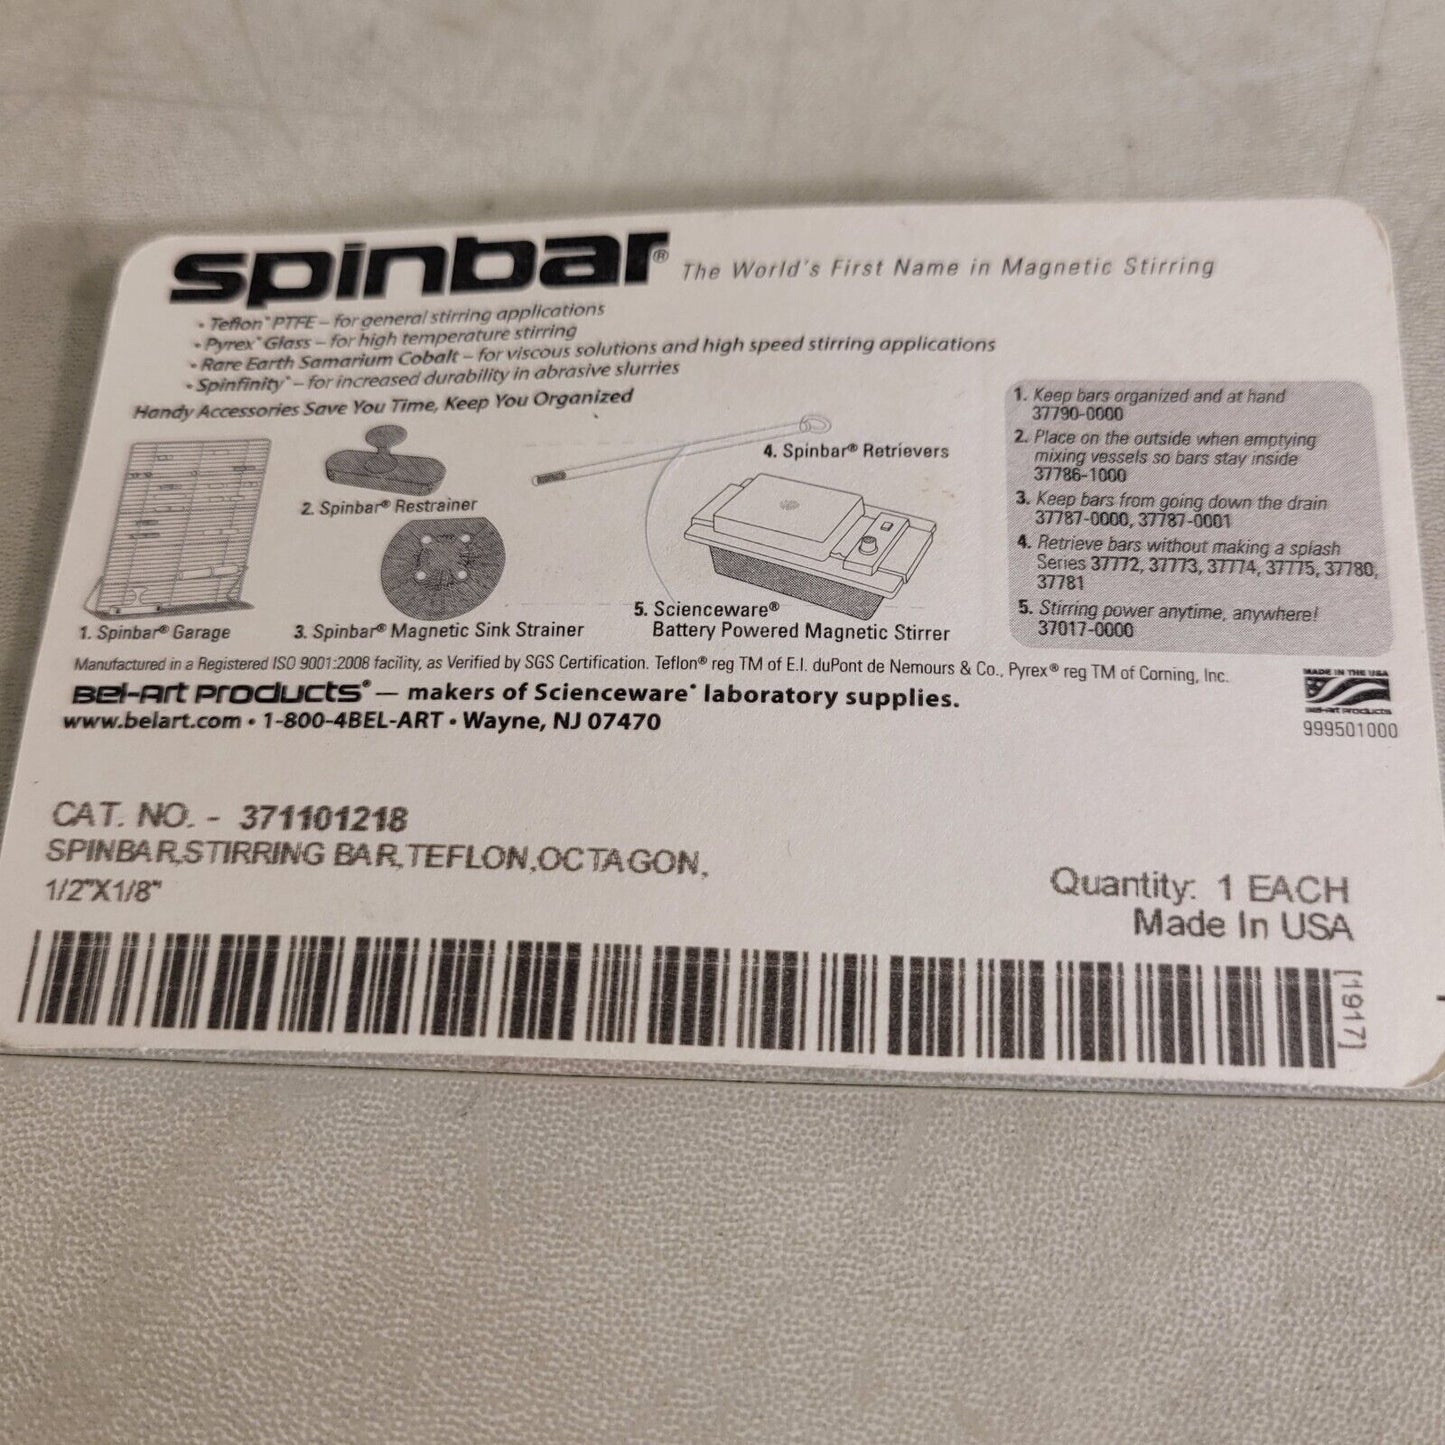 spinbar® The World's First Name in Magnetic Stirring
• Teflon® PTFE – for general stirring applications
• Pyrex® Glass – for high temperature stirring
• Rare Earth Samarium Cobalt – for viscous solutions and high speed stirring applications
• Spinfinity™ – for increased durability in abrasive slurries
Handy Accessories Save You Time, Keep You Organized
1. Spinbar® Garage
2. Spinbar® Restrainer
3. Spinbar® Magnetic Sink Strainer
4. Spinbar® Retrievers
5. Scienceware®
Battery Powered Magnetic Stirrer
1. Keep bars organized and at hand
37790-0000
2. Place on the outside when emptying
mixing vessels so bars stay inside
37786-1000
3. Keep bars from going down the drain
37787-0000, 37787-0001
4. Retrieve bars without making a splash
Series 37772, 37773, 37774, 37775, 37780,
37781
5. Stirring power anytime, anywhere!
37017-0000
Manufactured in a Registered ISO 9001:2008 facility, as Verified by SGS Certification. Teflon® reg TM of E.I. duPont de Nemours & Co., Pyrex® reg TM of Corning, Inc.
Bel-Art Products® — makers of Scienceware® laboratory supplies.
www.belart.com • 1-800-4BEL-ART • Wayne, NJ 07470
MADE IN THE USA
Bel-Art Products
999501000
CAT. NO. - 371101218
SPINBAR,STIRRING BAR,TEFLON,OCTAGON,
1/2"X1/8"
Quantity: 1 EACH
Made In USA
[1917]